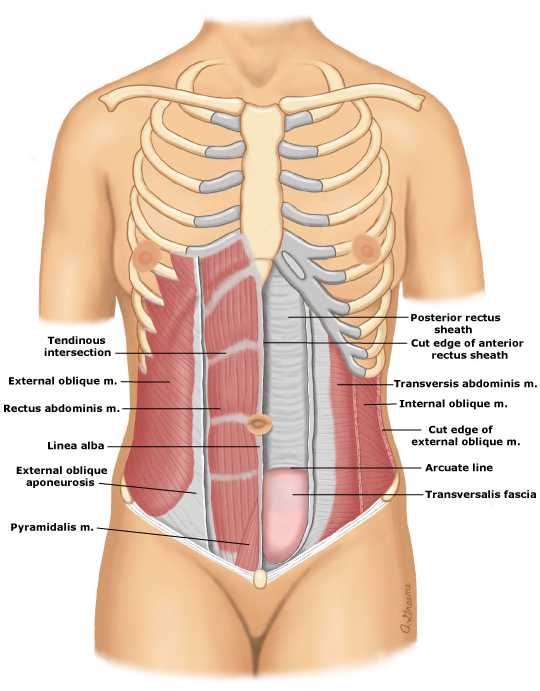 Posterior rectus
sheath
Cut edge of anterior
rectus sheath
Tendinous
intersection
External oblique m.
Transversis abdominis m.
Rectus abdominis m.
Internal oblique m.
Linea alba
Cut edge of
external oblique m.
External oblique
aponeurosis
Arcuate line
Transversalis fascia
Pyramidalis m.
A. Greene